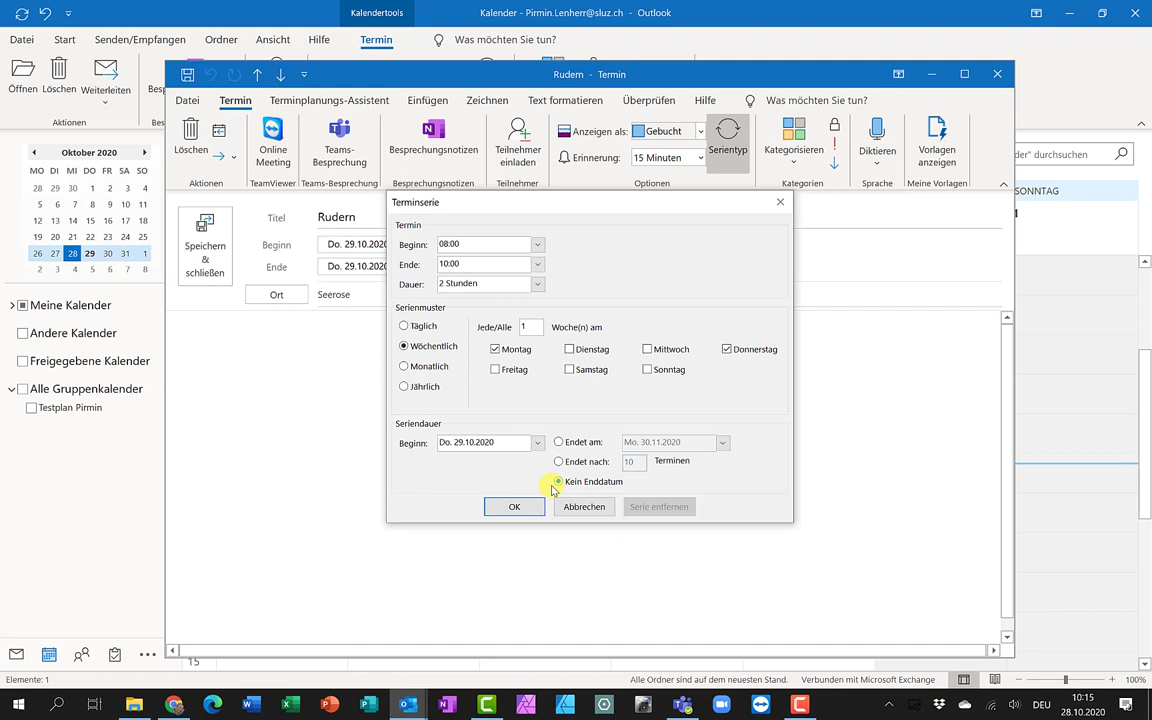 Kalendertools
Kalender - Pirmin.Lenherr@sluz.ch - Outlook
Datei Start Senden/Empfangen Ordner Ansicht Hilfe Termin Was möchten Sie tun?
Öffnen Löschen Weiterleiten
Aktionen
Rudern - Termin
Datei Termin Terminplanungs-Assistent Einfügen Zeichnen Text formatieren Überprüfen Hilfe Was möchten Sie tun?
Löschen
Aktionen
Online Meeting
TeamViewer
Teams-Besprechung
Teams-Besprechung
Besprechungsnotizen
Besprechungsnotizen
Teilnehmer einladen
Teilnehmer
Anzeigen als: Gebucht
Erinnerung: 15 Minuten
Serientyp
Optionen
Kategorisieren
Kategorien
Diktieren
Sprache
Vorlagen anzeigen
Meine Vorlagen
Oktober 2020
MO DI MI DO FR SA SO
28 29 30 1 2 3 4
5 6 7 8 9 10 11
12 13 14 15 16 17 18
19 20 21 22 23 24 25
26 27 28 29 30 31 1
2 3 4 5 6 7 8
Meine Kalender
Andere Kalender
Freigegebene Kalender
Alle Gruppenkalender
Testplan Pirmin
Speichern & schließen
Titel Rudern
Beginn Do. 29.10.2020
Ende Do. 29.10.2020
Ort Seerose
der" durchsuchen
SONNTAG
Terminserie
Termin
Beginn: 08:00
Ende: 10:00
Dauer: 2 Stunden
Serienmuster
Täglich
Wöchentlich
Monatlich
Jährlich
Jede/Alle 1 Woche(n) am
Montag Dienstag Mittwoch Donnerstag
Freitag Samstag Sonntag
Seriendauer
Beginn: Do. 29.10.2020
Endet am: Mo. 30.11.2020
Endet nach: 10 Terminen
Kein Enddatum
OK Abbrechen Serie entfernen
15
Elemente: 1
Alle Ordner sind auf dem neuesten Stand. Verbunden mit Microsoft Exchange
100%
DEU
10:15
28.10.2020